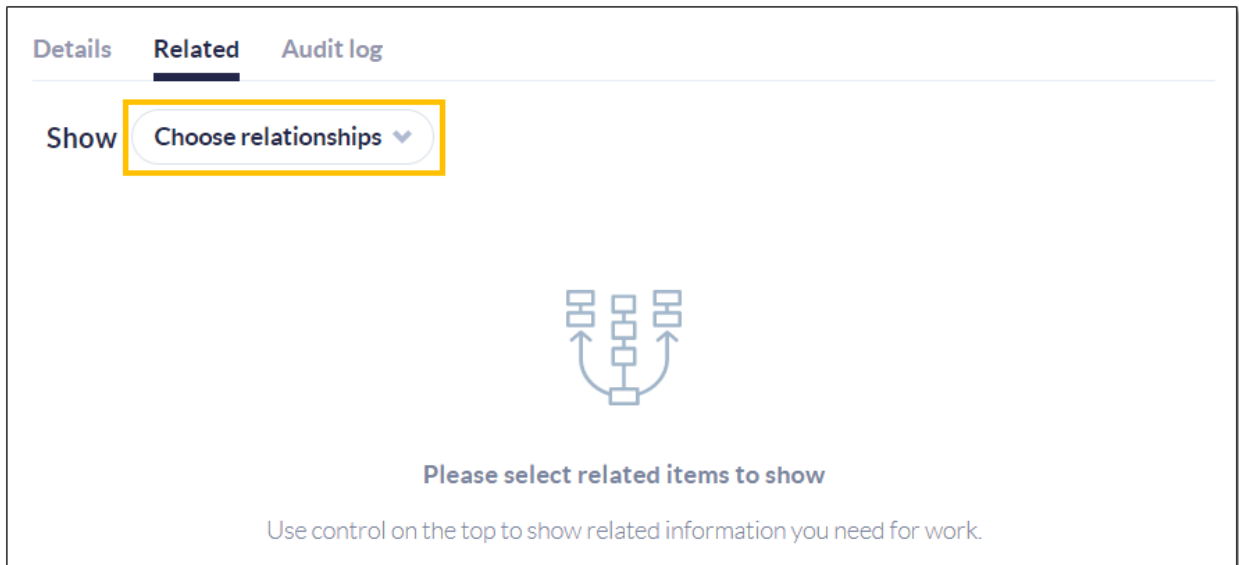 Details Related Audit log
Show Choose relationships
Please select related items to show
Use control on the top to show related information you need for work.